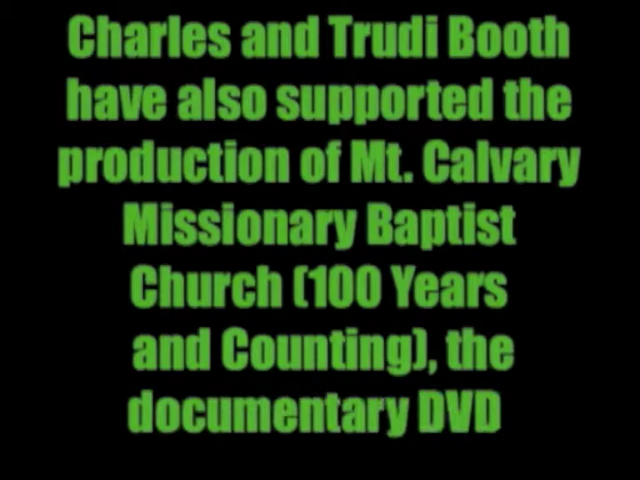 Charles and Trudi Booth
have also supported the
production of Mt. Calvary
Missionary Baptist
Church (100 Years
and Counting), the
documentary DVD